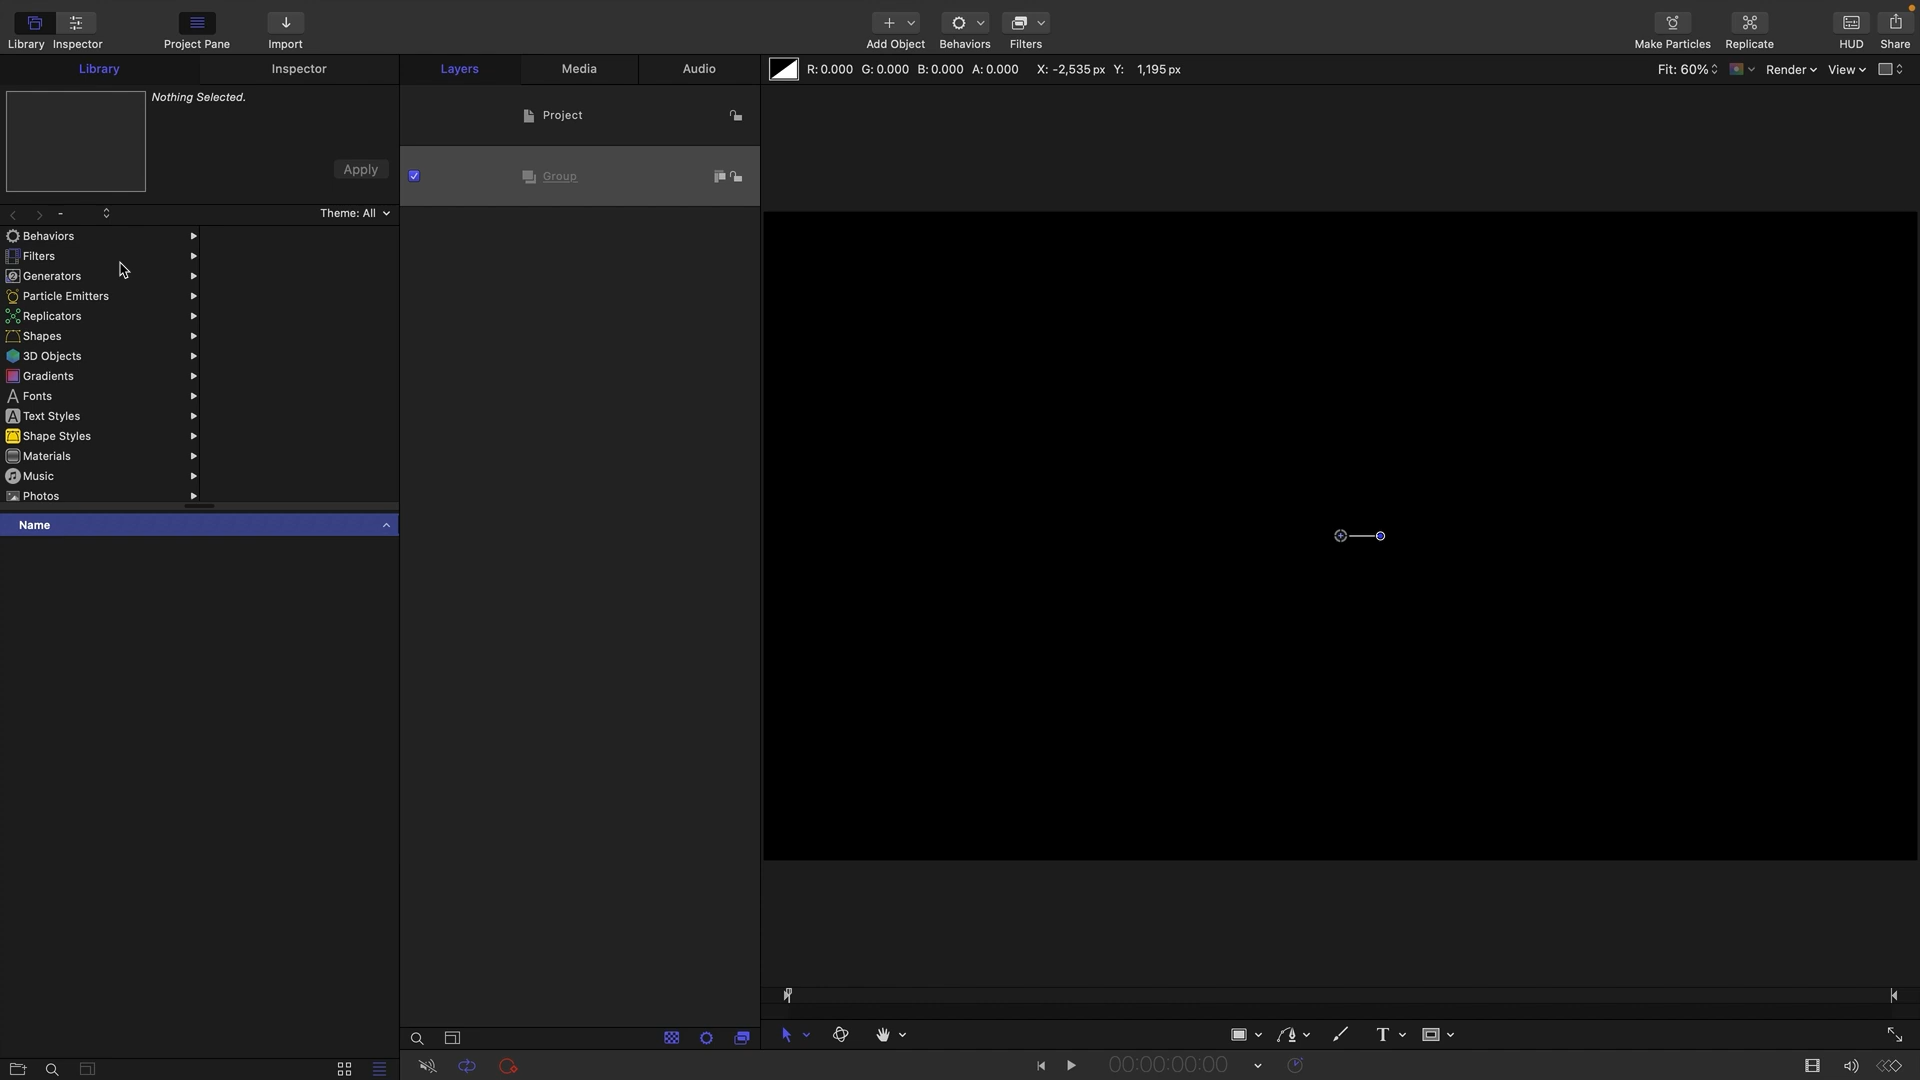 Library Inspector Project Pane Import Add Object Behaviors Filters Make Particles Replicate HUD Share
Library Inspector Layers Media Audio R: 0.000 G: 0.000 B: 0.000 A: 0.000 X: -2,535 px Y: 1,195 px Fit: 60% Render View
Nothing Selected.
Apply
Project
Group
- Theme: All
Behaviors
Filters
Generators
Particle Emitters
Replicators
Shapes
3D Objects
Gradients
Fonts
Text Styles
Shape Styles
Materials
Music
Photos
Name
00:00:00:00